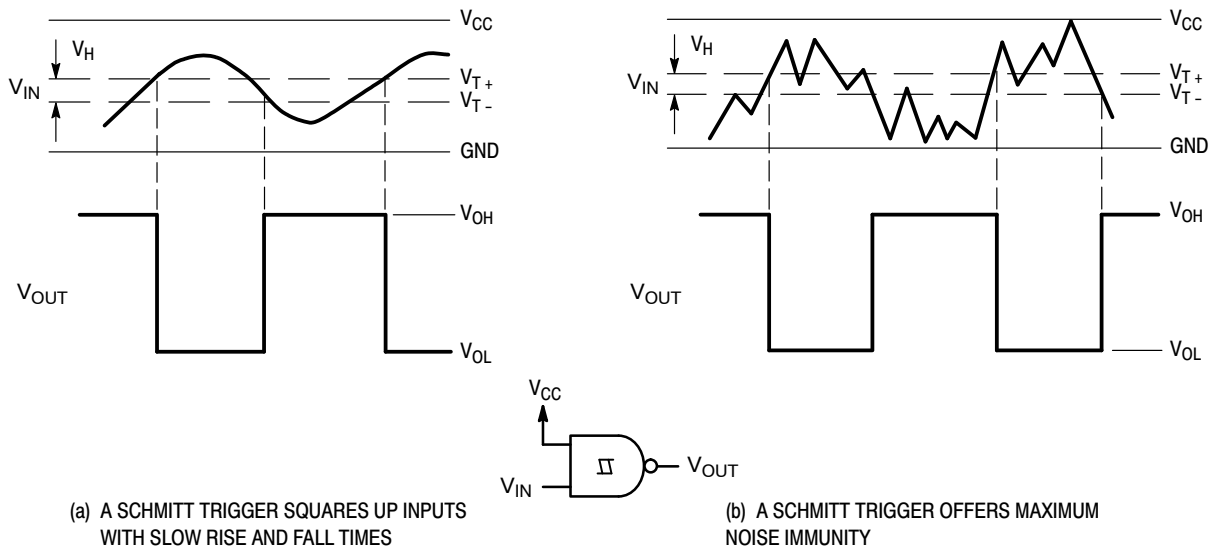 VCC
VH
VIN
VT+
VT−
GND
VOH
VOUT
VOL
VCC
VH
VIN
VT+
VT−
GND
VOH
VOUT
VOL
VCC
VIN
VOUT
(a) A SCHMITT TRIGGER SQUARES UP INPUTS
WITH SLOW RISE AND FALL TIMES
(b) A SCHMITT TRIGGER OFFERS MAXIMUM
NOISE IMMUNITY